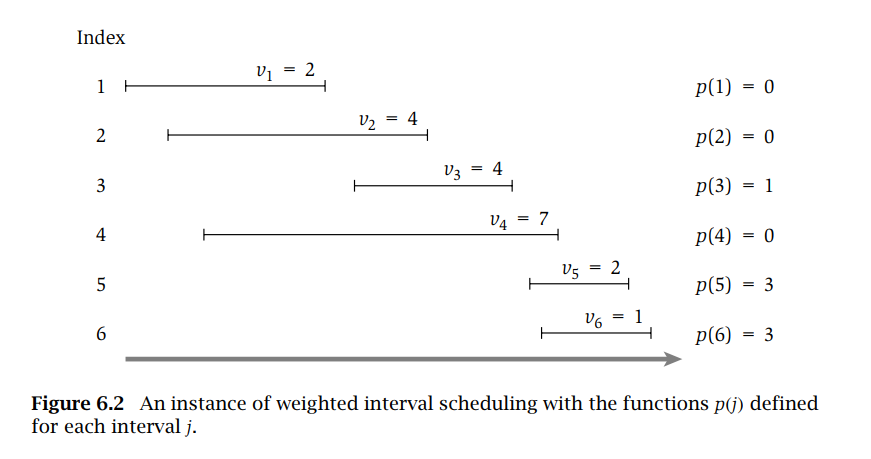 Index
1 v₁ = 2 p(1) = 0
2 v₂ = 4 p(2) = 0
3 v₃ = 4 p(3) = 1
4 v₄ = 7 p(4) = 0
5 v₅ = 2 p(5) = 3
6 v₆ = 1 p(6) = 3
Figure 6.2 An instance of weighted interval scheduling with the functions p(j) defined
for each interval j.